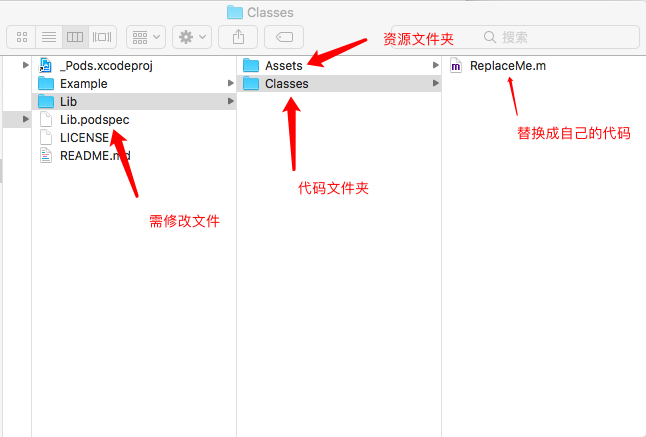 Classes
搜索
资源文件夹
_Pods.xcodeproj
Example
Lib
Lib.podspec
LICENSE
README.md
Assets
Classes
ReplaceMe.m
替换成自己的代码
代码文件夹
需修改文件